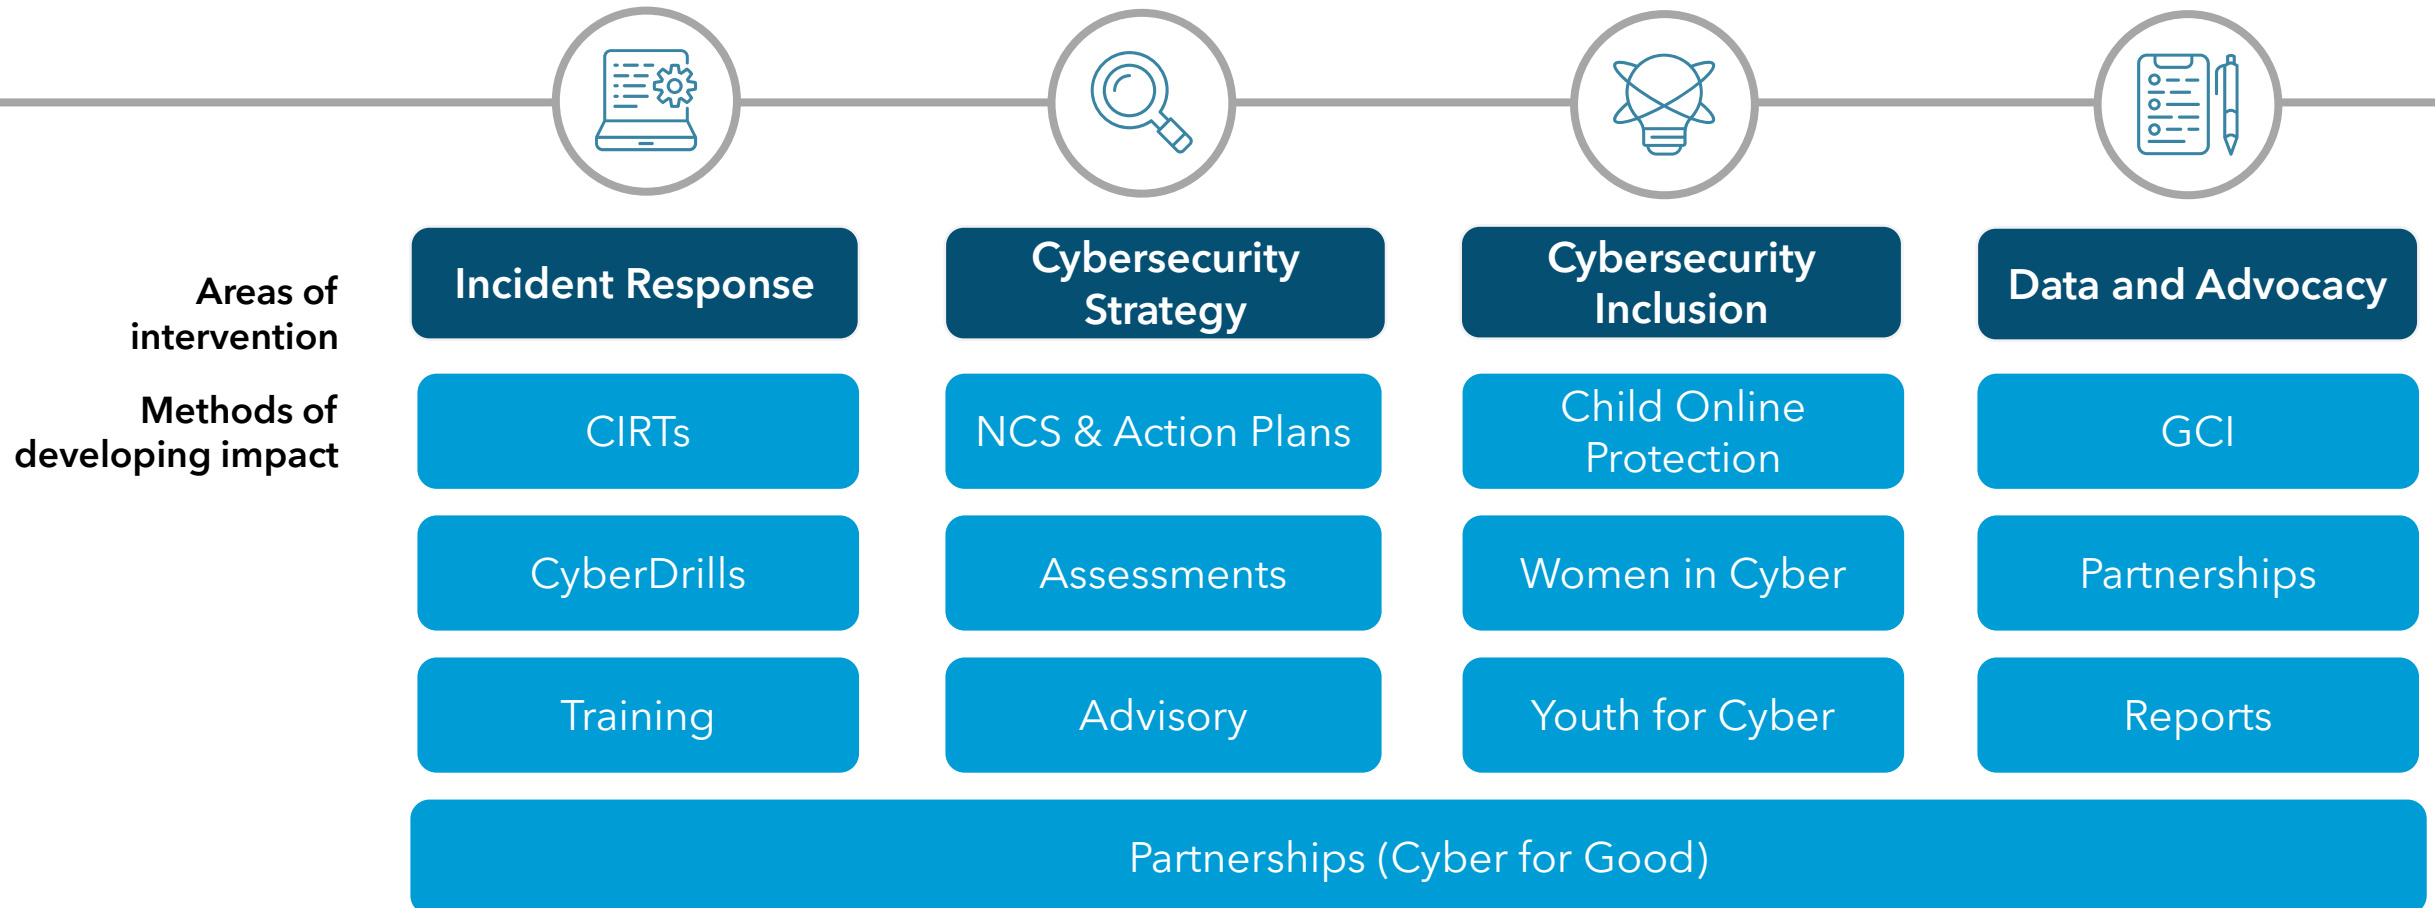 Areas of
intervention
Incident Response
Cybersecurity
Strategy
Cybersecurity
Inclusion
Data and Advocacy
Methods of
developing impact
CIRTs
NCS & Action Plans
Child Online
Protection
GCI
CyberDrills
Assessments
Women in Cyber
Partnerships
Training
Advisory
Youth for Cyber
Reports
Partnerships (Cyber for Good)